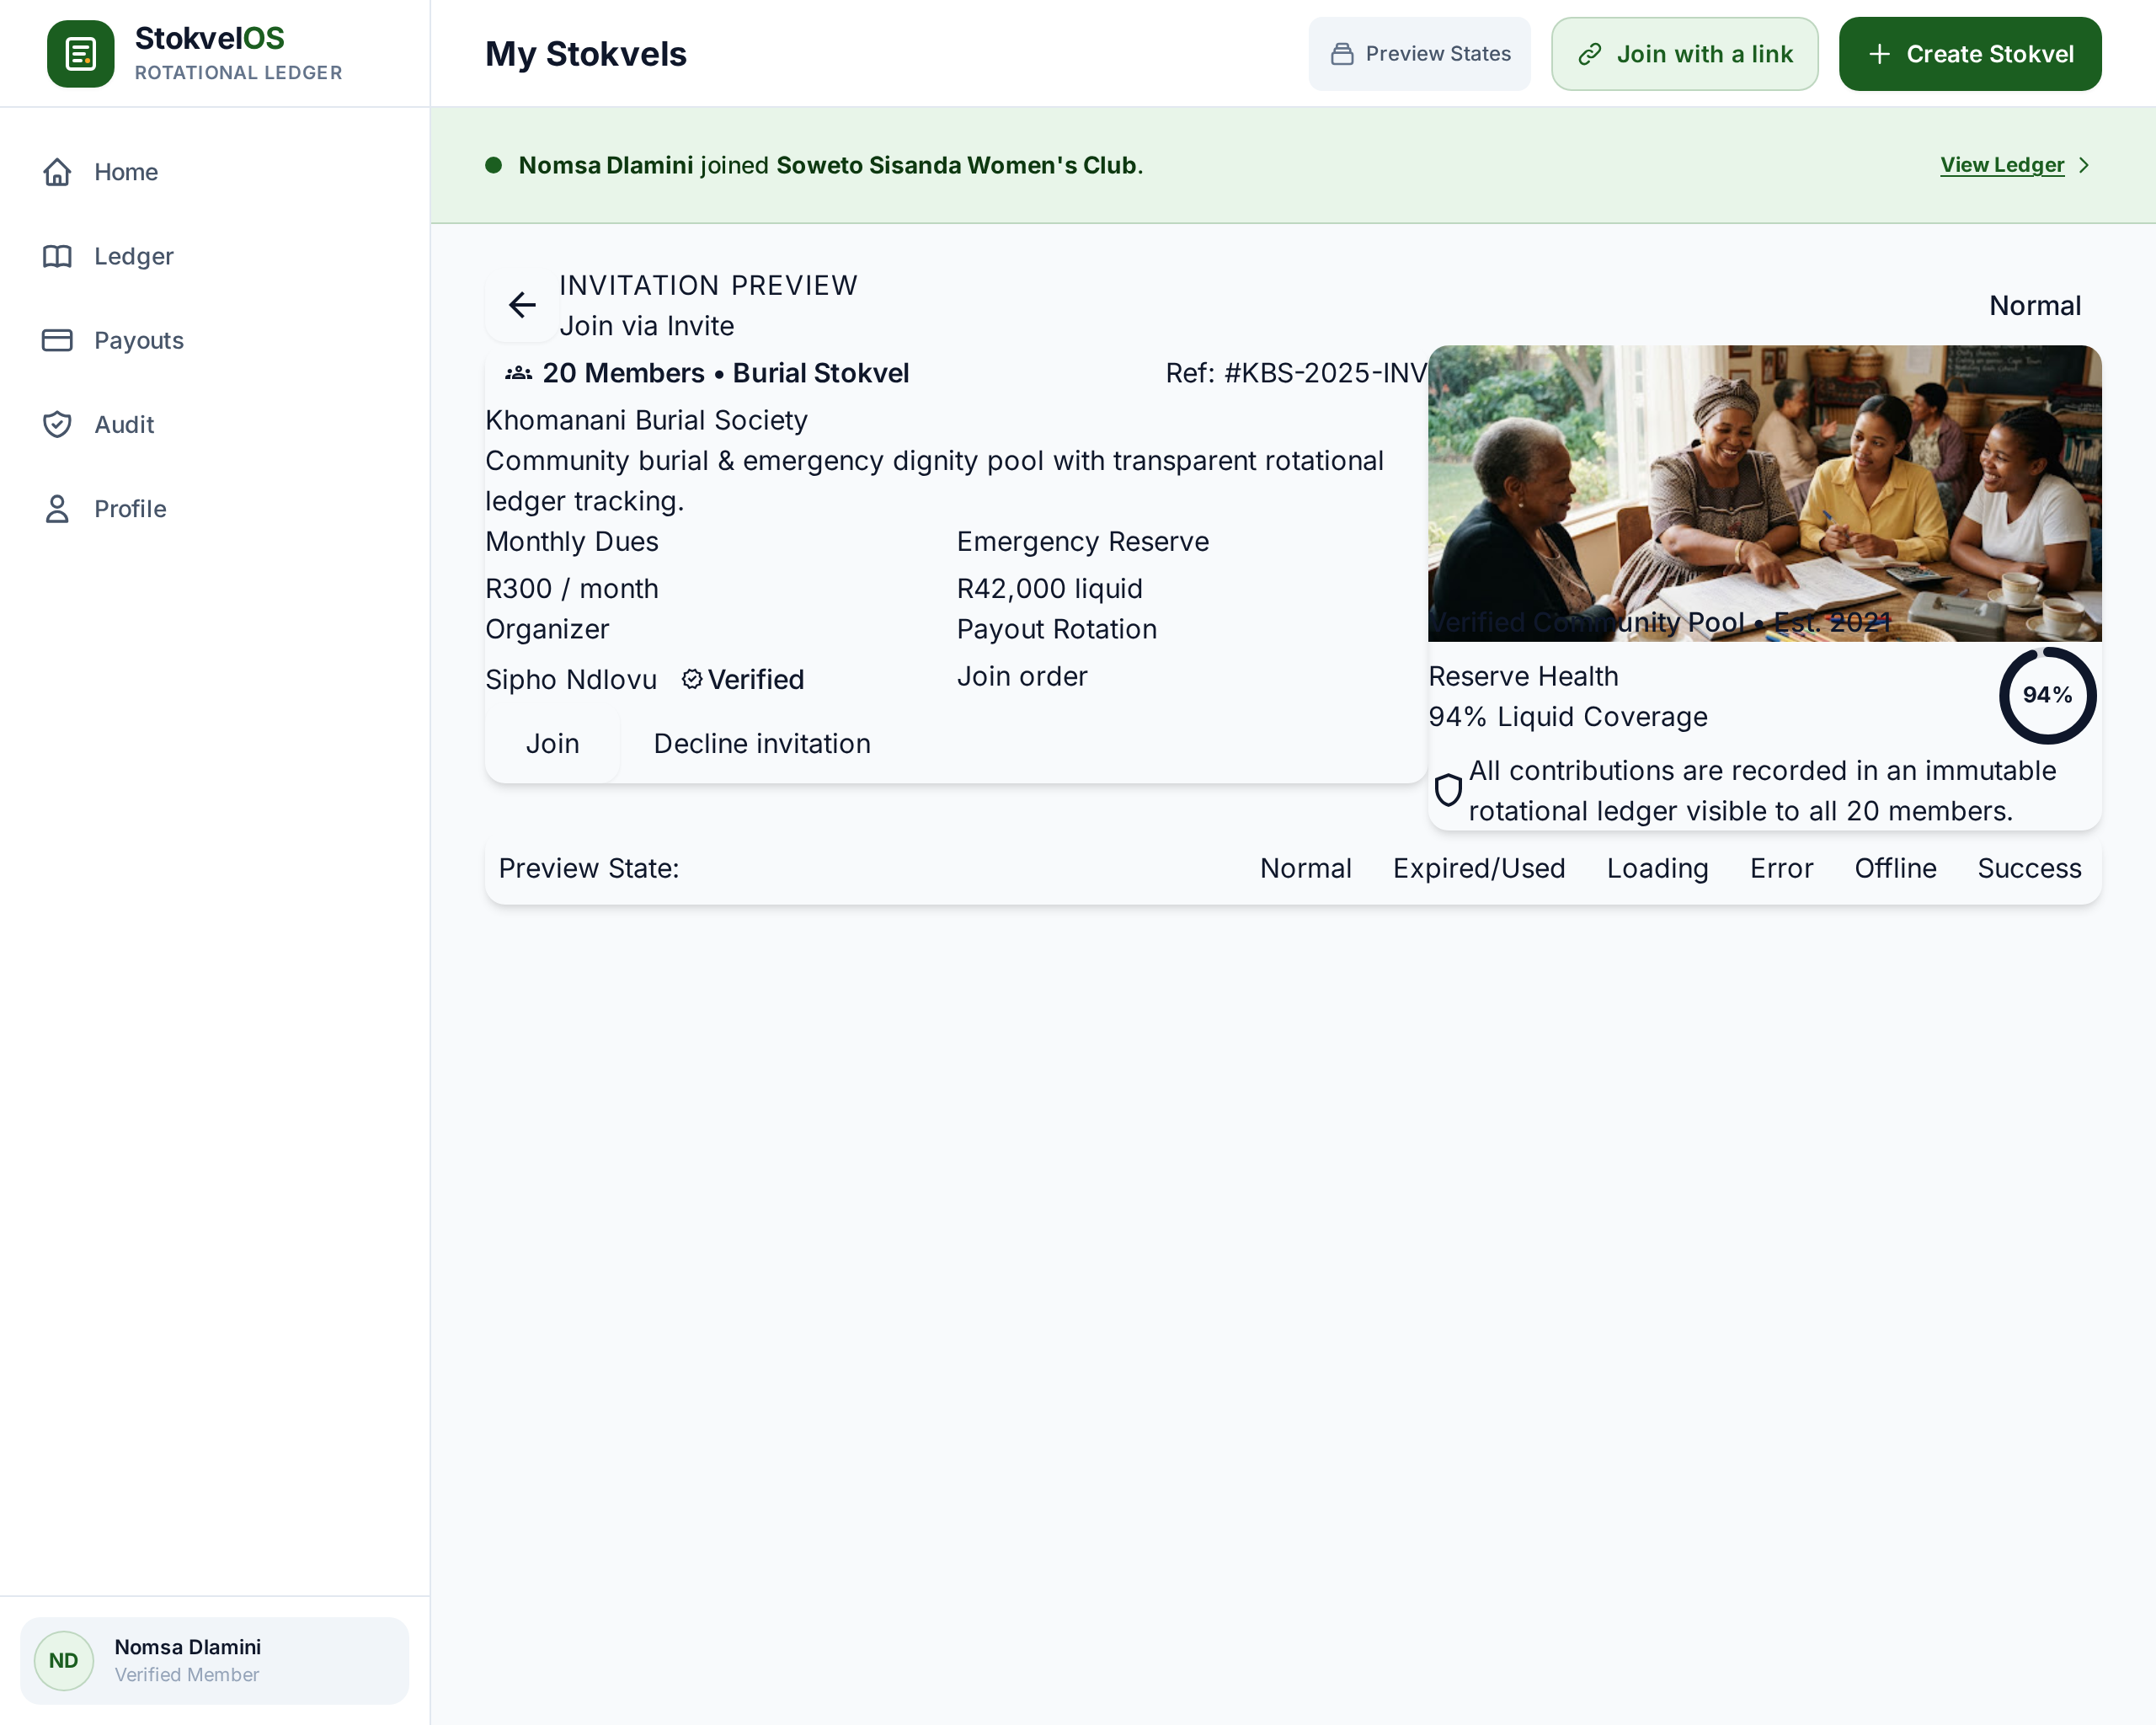 StokvelOS
ROTATIONAL LEDGER
Home
Ledger
Payouts
Audit
Profile
ND
Nomsa Dlamini
Verified Member
My Stokvels
Preview States
Join with a link
Create Stokvel
Nomsa Dlamini joined Soweto Sisanda Women's Club.
View Ledger
INVITATION PREVIEW
Join via Invite
Normal
20 Members • Burial Stokvel
Ref: #KBS-2025-INV
Khomanani Burial Society
Community burial & emergency dignity pool with transparent rotational
ledger tracking.
Monthly Dues
R300 / month
Emergency Reserve
R42,000 liquid
Organizer
Sipho Ndlovu
Verified
Payout Rotation
Join order
Join
Decline invitation
Verified Community Pool • Est. 2021
Reserve Health
94% Liquid Coverage
94%
All contributions are recorded in an immutable
rotational ledger visible to all 20 members.
Preview State:
Normal
Expired/Used
Loading
Error
Offline
Success